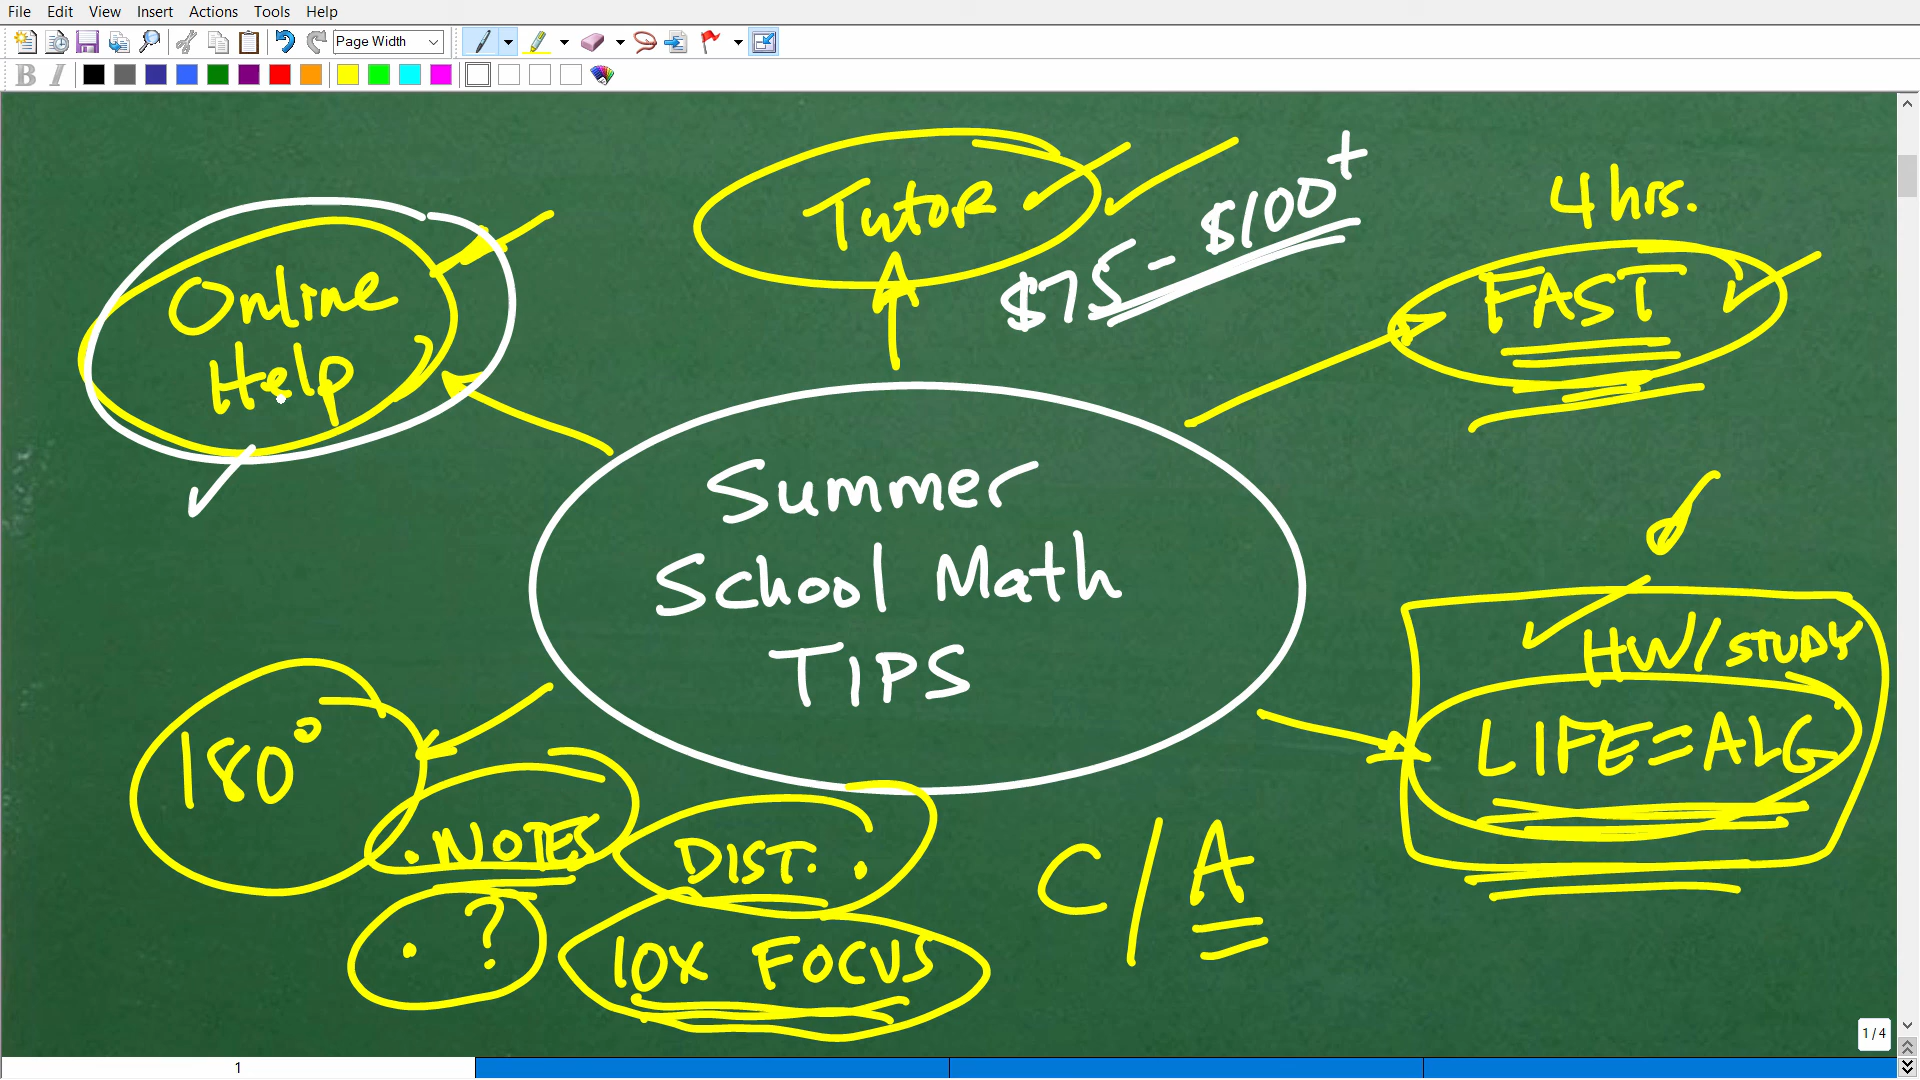 File Edit View Insert Actions Tools Help
Page Width
B I
Tutor
$75 - $100+
4 hrs.
FAST
Online
Help
Summer
School Math
TIPS
HW/STUDY
LIFE=ALG
180°
. NOTES
DIST. .
. ?
10X FOCUS
C/A
1 / 4
1